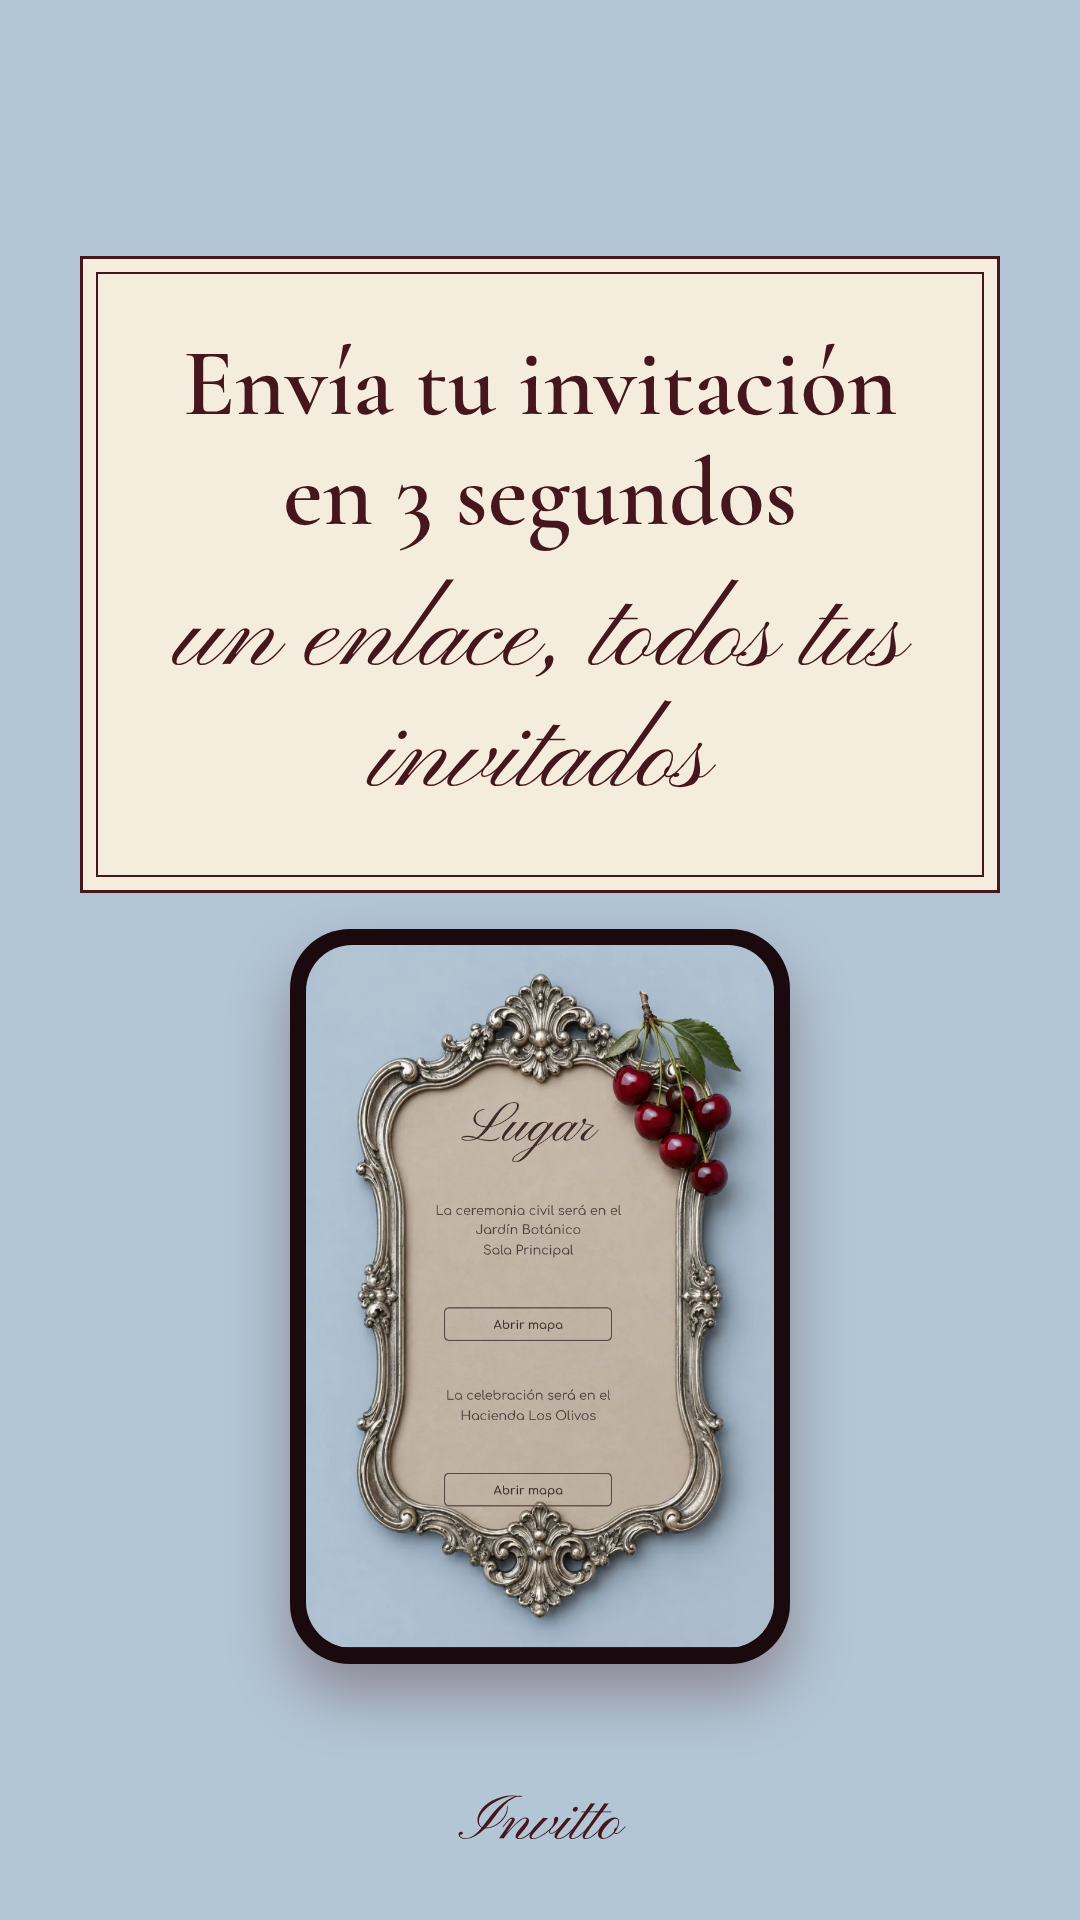 Envía tu invitación
en 3 segundos
un enlace, todos tus
invitados
Lugar
La ceremonia civil será en el
Jardín Botánico
Sala Principal
Abrir mapa
La celebración será en el
Hacienda Los Olivos
Abrir mapa
Invitto